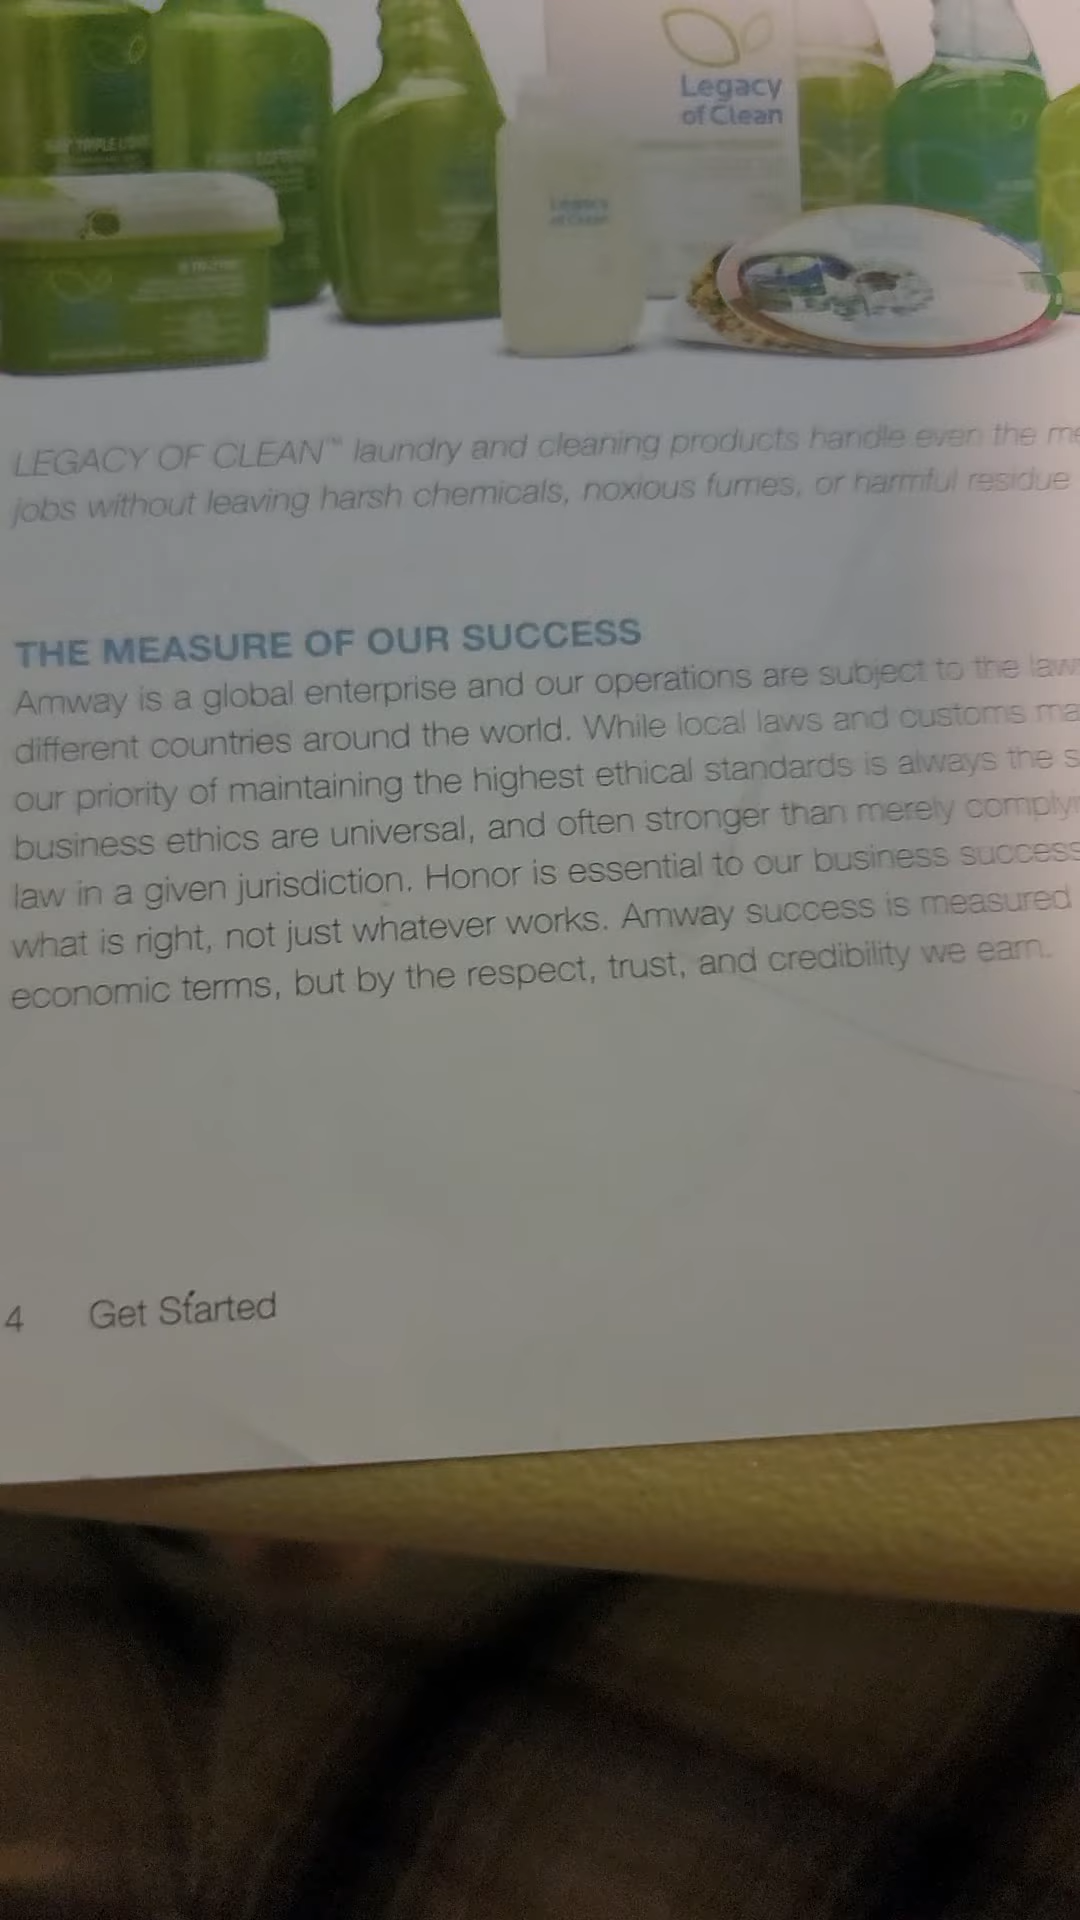 Legacy
of Clean
Legacy
of Clean
LEGACY OF CLEAN™ laundry and cleaning products handle even the
jobs without leaving harsh chemicals, noxious fumes, or harmful residue
THE MEASURE OF OUR SUCCESS
Amway is a global enterprise and our operations are subject to the
different countries around the world. While local laws and customs
our priority of maintaining the highest ethical standards is always the
business ethics are universal, and often stronger than merely
law in a given jurisdiction. Honor is essential to our business success
what is right, not just whatever works. Amway success is measured
economic terms, but by the respect, trust, and credibility we earn.
4 Get Started